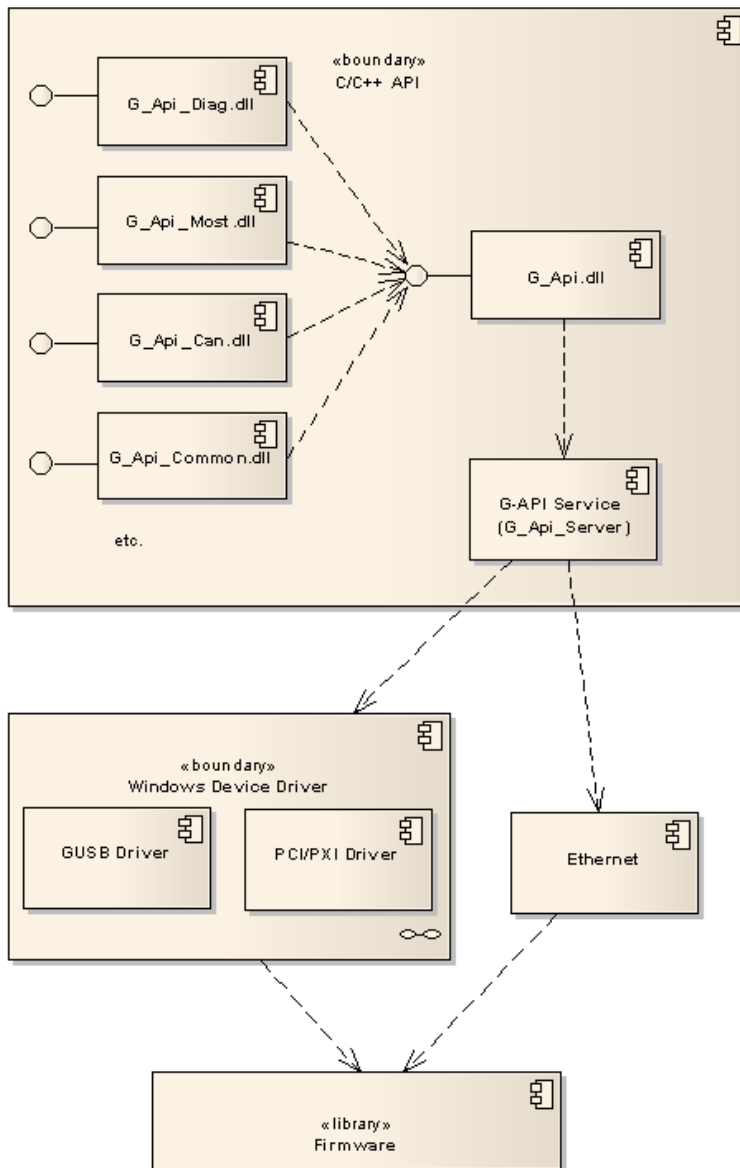 «boundary»
C/C++ API
G_Api_Diag.dll
G_Api_Most.dll
G_Api.dll
G_Api_Can.dll
G_Api_Common.dll
G-API Service
(G_Api_Server)
etc.
«boundary»
Windows Device Driver
GUSB Driver
PCI/PXI Driver
Ethernet
«library»
Firmware